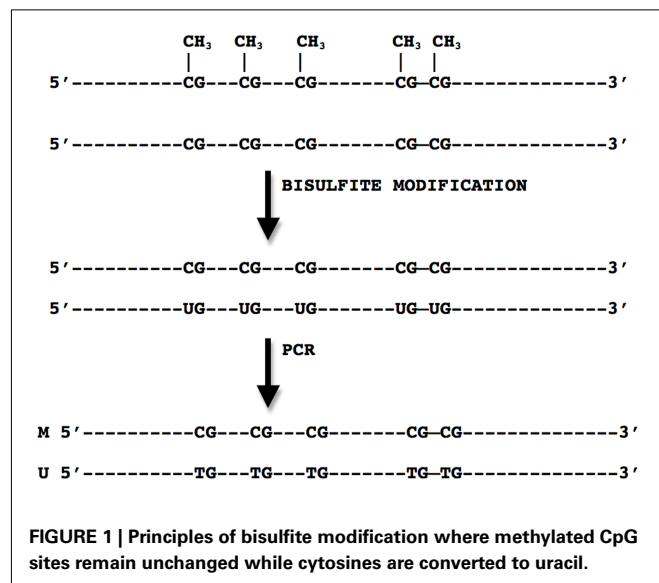 CH₃ CH₃ CH₃ CH₃ CH₃
5’-----------CG---CG---CG--------CG—CG-----------------3’
5’-----------CG---CG---CG--------CG—CG-----------------3’
BISULFITE MODIFICATION
5’-----------CG---CG---CG--------CG—CG-----------------3’
5’-----------UG---UG---UG--------UG—UG-----------------3’
PCR
M 5’------------CG---CG---CG--------CG—CG-----------------3’
U 5’------------TG---TG---TG--------TG—TG-----------------3’
FIGURE 1 | Principles of bisulfite modification where methylated CpG
sites remain unchanged while cytosines are converted to uracil.